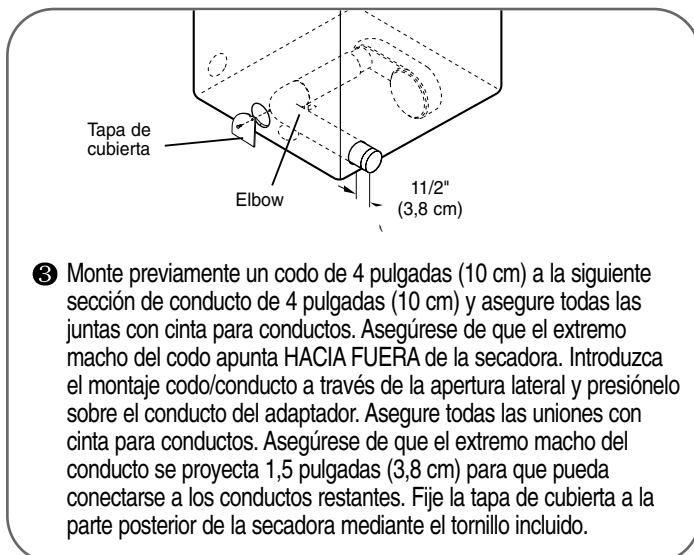 Tapa de
cubierta
Elbow
11/2"
(3,8 cm)
❸ Monte previamente un codo de 4 pulgadas (10 cm) a la siguiente
sección de conducto de 4 pulgadas (10 cm) y asegure todas las
juntas con cinta para conductos. Asegúrese de que el extremo
macho del codo apunta HACIA FUERA de la secadora. Introduzca
el montaje codo/conducto a través de la apertura lateral y presiónelo
sobre el conducto del adaptador. Asegure todas las uniones con
cinta para conductos. Asegúrese de que el extremo macho del
conducto se proyecta 1,5 pulgadas (3,8 cm) para que pueda
conectarse a los conductos restantes. Fije la tapa de cubierta a la
parte posterior de la secadora mediante el tornillo incluido.